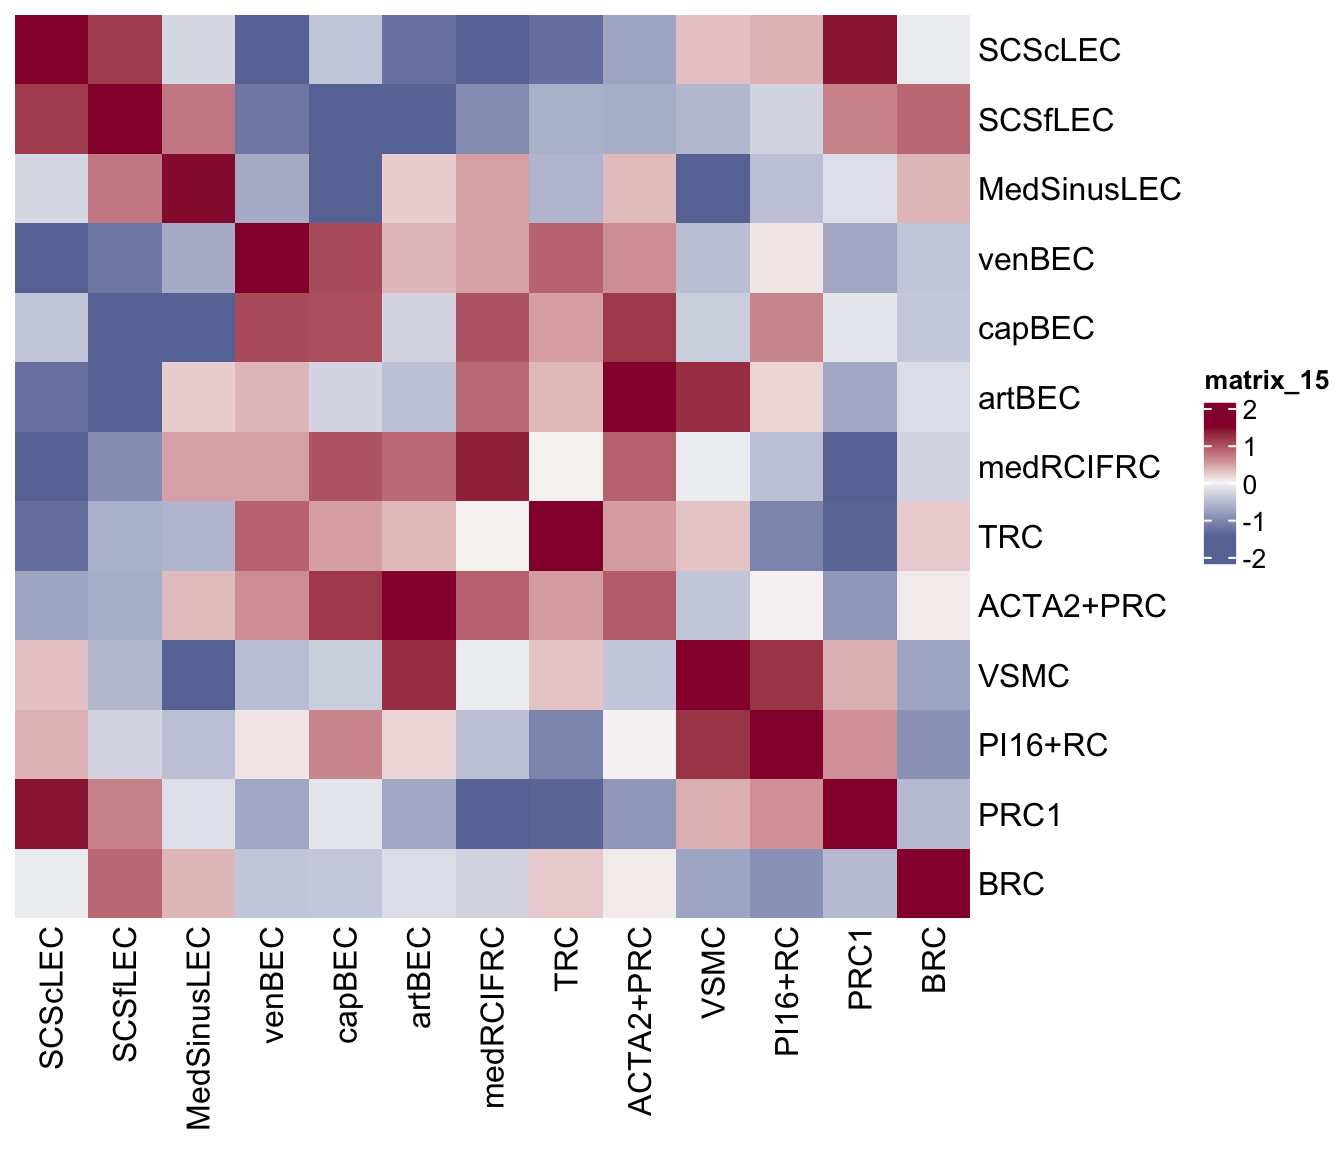 SCScLEC
SCSfLEC
MedSinusLEC
venBEC
capBEC
artBEC
medRCIFRC
TRC
ACTA2+PRC
VSMC
PI16+RC
PRC1
BRC
matrix_15
2
1
0
-1
-2
SCScLEC
SCSfLEC
MedSinusLEC
venBEC
capBEC
artBEC
medRCIFRC
TRC
ACTA2+PRC
VSMC
PI16+RC
PRC1
BRC